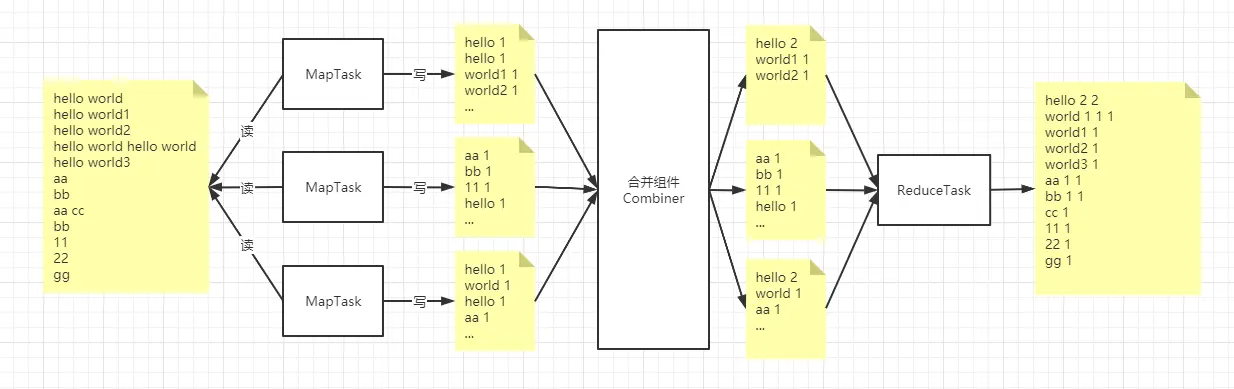 hello world
hello world1
hello world2
hello world hello world
hello world3
aa
bb
aa cc
bb
11
22
gg
读
读
读
MapTask
MapTask
MapTask
写
写
写
hello 1
hello 1
world1 1
world2 1
...
aa 1
bb 1
11 1
hello 1
...
hello 1
world 1
hello 1
aa 1
...
合并组件
Combiner
hello 2
world1 1
world2 1
aa 1
bb 1
11 1
hello 1
...
hello 2
world 1
aa 1
...
ReduceTask
hello 2 2
world 1 1 1
world1 1
world2 1
world3 1
aa 1 1
bb 1 1
cc 1
11 1
22 1
gg 1